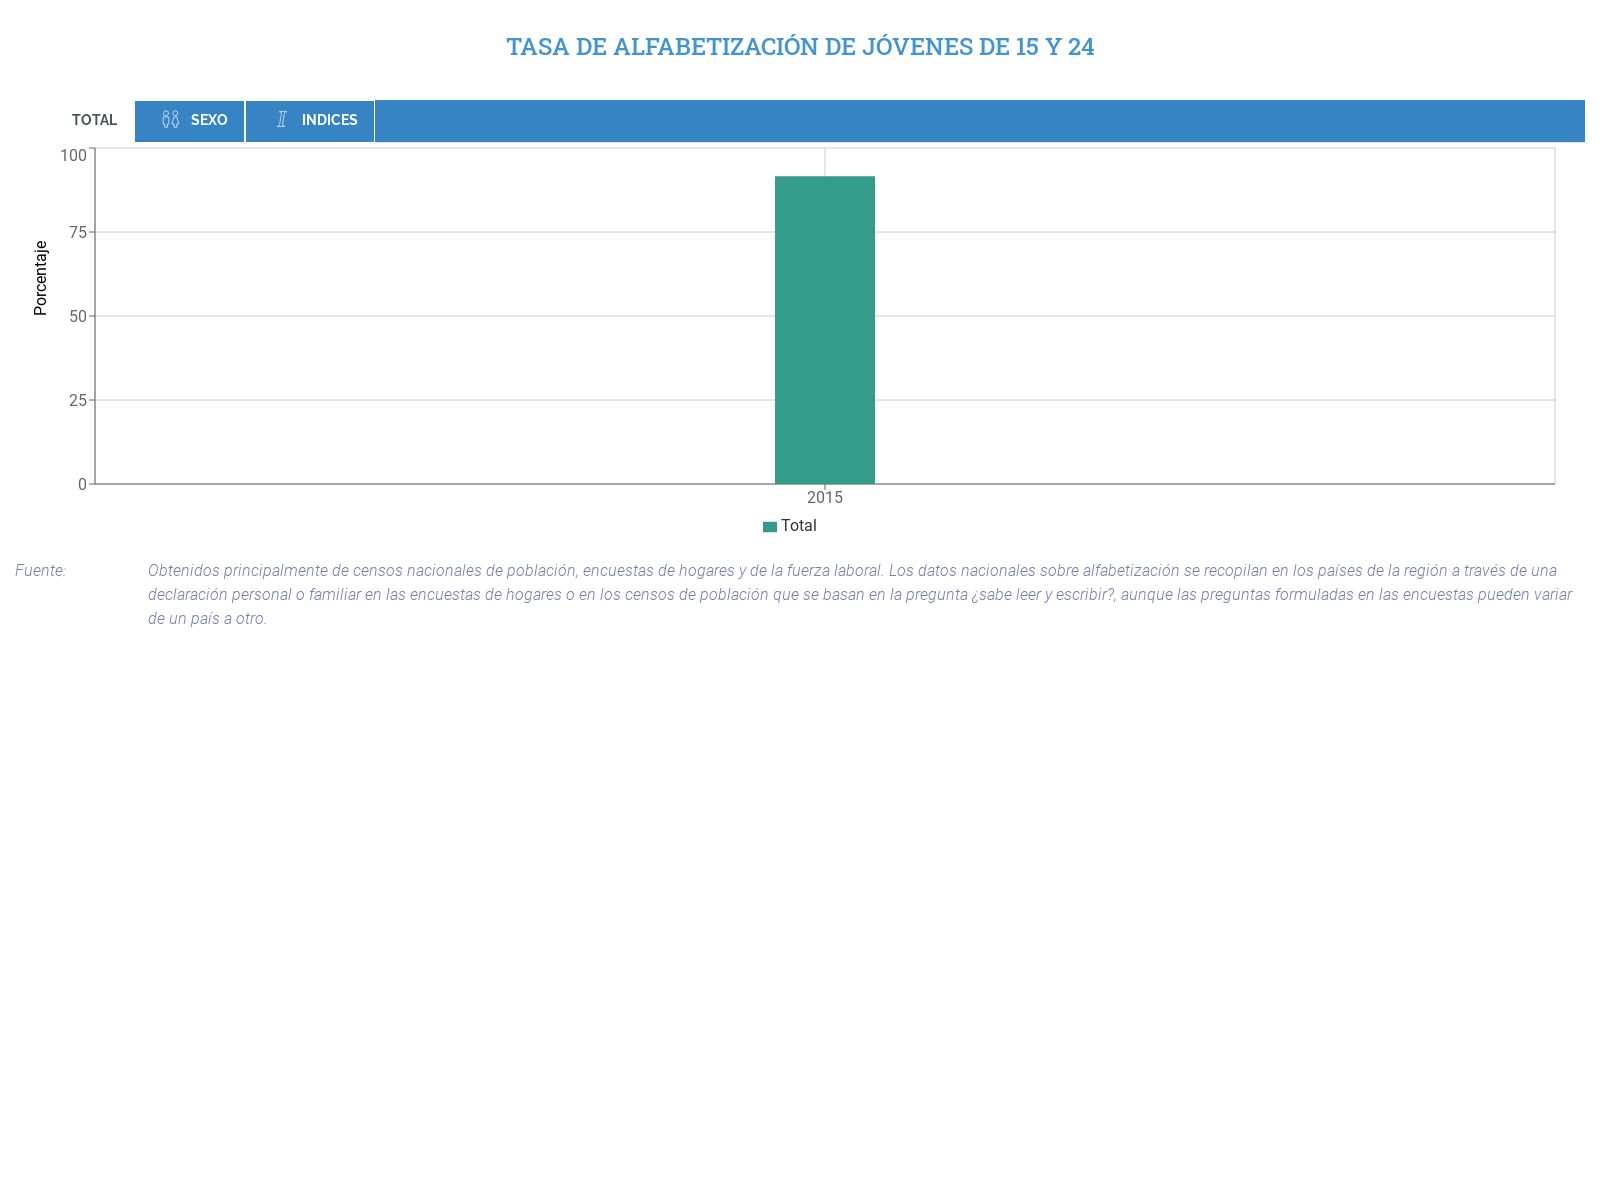 TASA DE ALFABETIZACIÓN DE JÓVENES DE 15 Y 24
TOTAL SEXO INDICES
100
75
50
25
0
Porcentaje
2015
Total
Fuente: Obtenidos principalmente de censos nacionales de población, encuestas de hogares y de la fuerza laboral. Los datos nacionales sobre alfabetización se recopilan en los países de la región a través de una
declaración personal o familiar en las encuestas de hogares o en los censos de población que se basan en la pregunta ¿sabe leer y escribir?, aunque las preguntas formuladas en las encuestas pueden variar
de un país a otro.